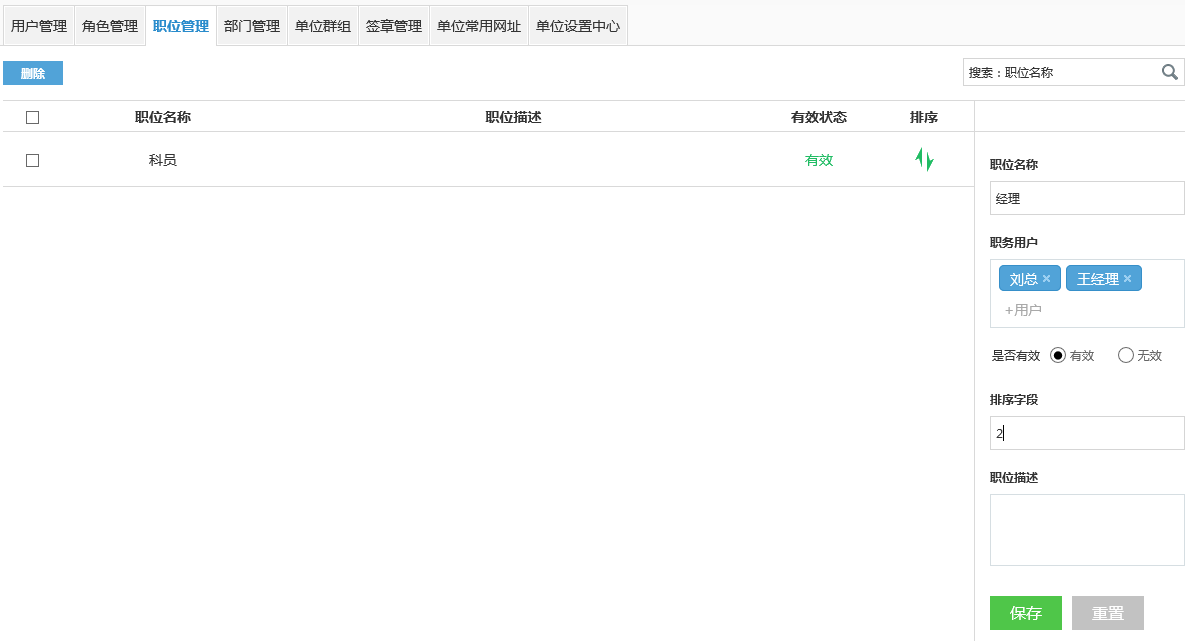 用户管理 角色管理 职位管理 部门管理 单位群组 签章管理 单位常用网址 单位设置中心
删除
搜索：职位名称
职位名称 职位描述 有效状态 排序
科员 有效
职位名称
经理
职务用户
刘总 × 王经理 ×
+用户
是否有效 有效 无效
排序字段
2
职位描述
保存 重置